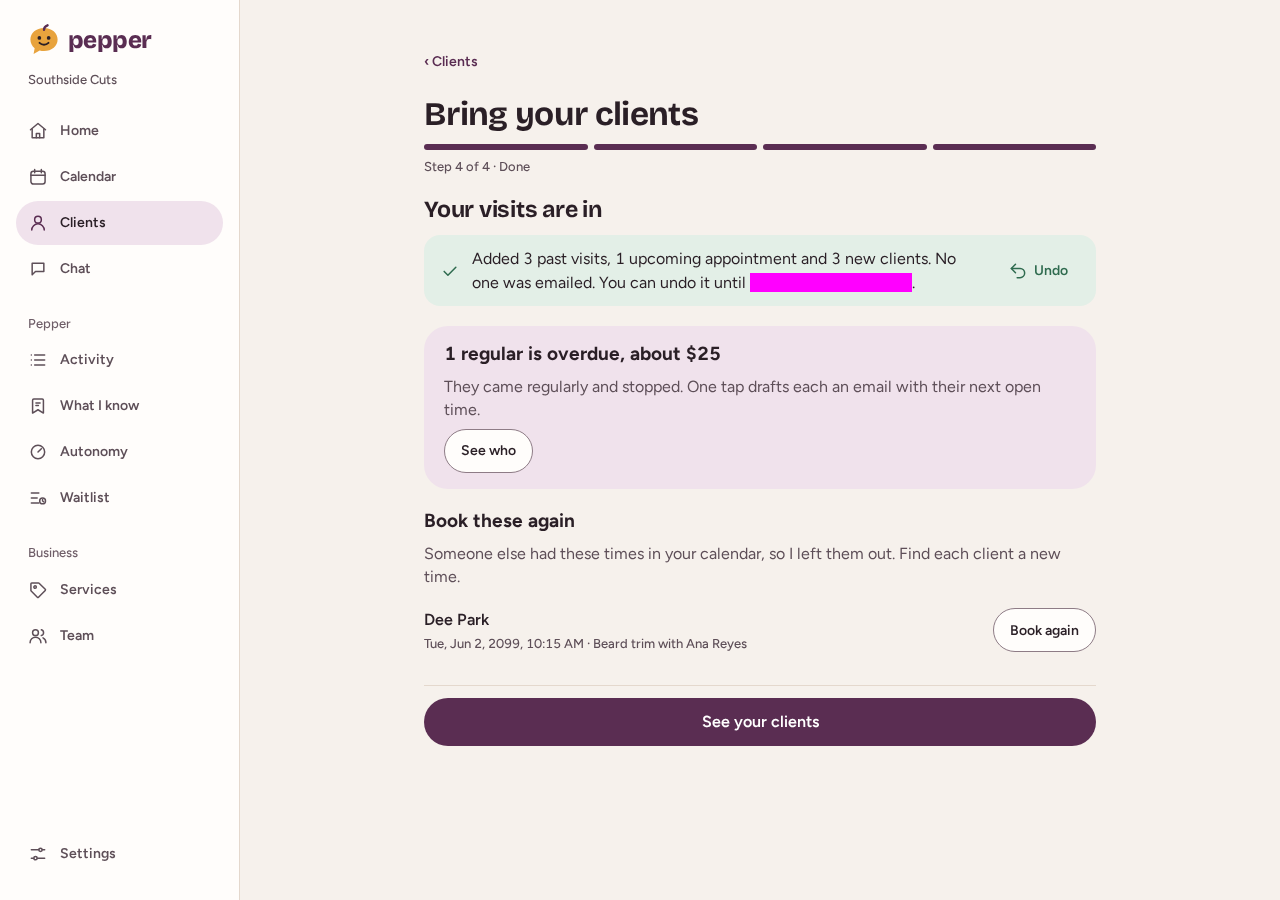 pepper
Southside Cuts
Home
Calendar
Clients
Chat
Pepper
Activity
What I know
Autonomy
Waitlist
Business
Services
Team
Settings
‹ Clients
Bring your clients
Step 4 of 4 · Done
Your visits are in
Added 3 past visits, 1 upcoming appointment and 3 new clients. No
one was emailed. You can undo it until .
Undo
1 regular is overdue, about $25
They came regularly and stopped. One tap drafts each an email with their next open
time.
See who
Book these again
Someone else had these times in your calendar, so I left them out. Find each client a new
time.
Dee Park
Tue, Jun 2, 2099, 10:15 AM · Beard trim with Ana Reyes
Book again
See your clients